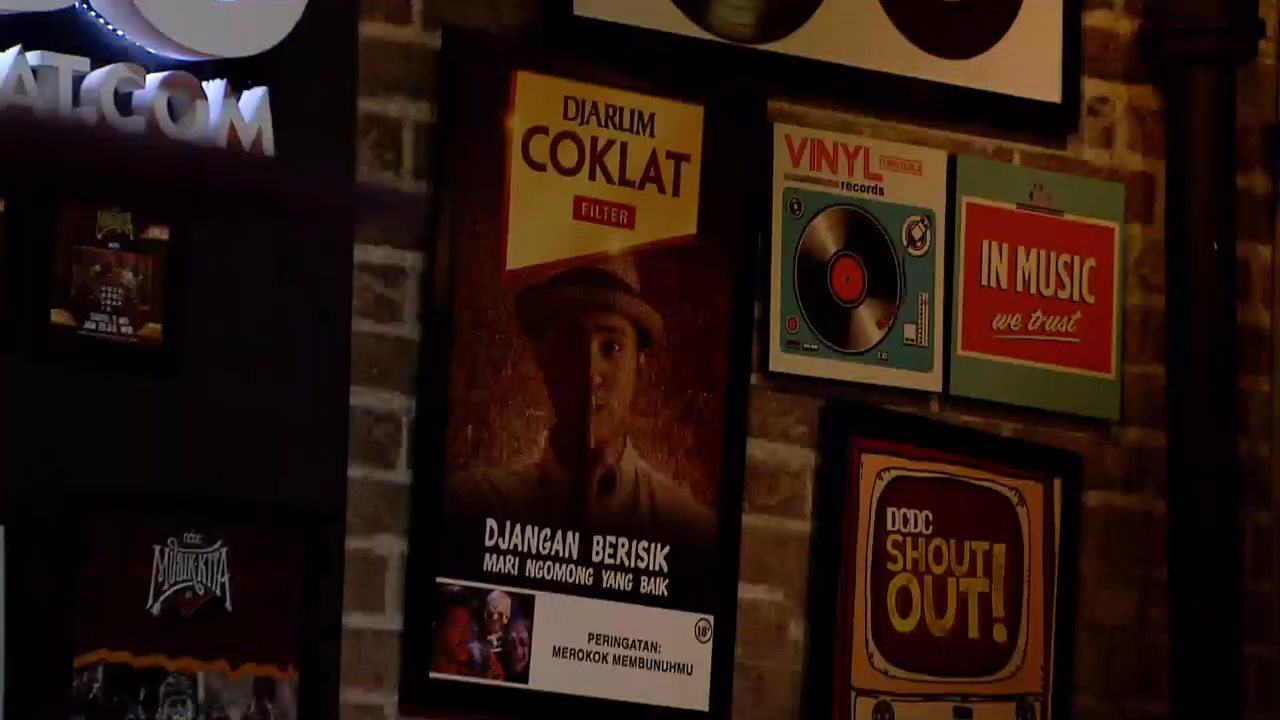 AT.COM
DJARUM
COKLAT
FILTER
DJANGAN BERISIK
MARI NGOMONG YANG BAIK
PERINGATAN:
MEROKOK MEMBUNUHMU
18+
VINYL
TURNTABLE
records
IN MUSIC
we trust
DCDC
SHOUT
OUT!
DCDC
MUSIKKITA